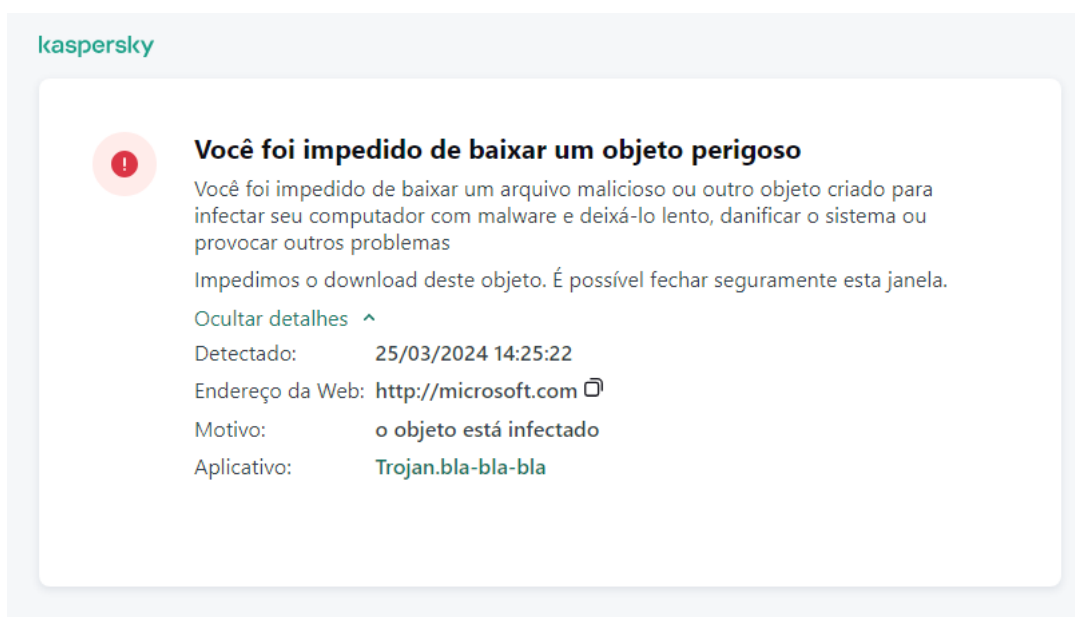 kaspersky
Você foi impedido de baixar um objeto perigoso
Você foi impedido de baixar um arquivo malicioso ou outro objeto criado para
infectar seu computador com malware e deixá-lo lento, danificar o sistema ou
provocar outros problemas
Impedimos o download deste objeto. É possível fechar seguramente esta janela.
Ocultar detalhes
Detectado: 25/03/2024 14:25:22
Endereço da Web: http://microsoft.com
Motivo: o objeto está infectado
Aplicativo: Trojan.bla-bla-bla